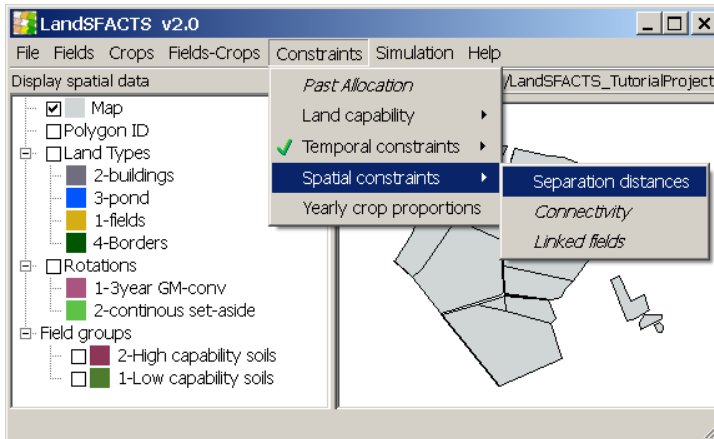 LandSFACTS v2.0
File Fields Crops Fields-Crops Constraints Simulation Help
Display spatial data
/LandSFACTS_TutorialProject
Past Allocation
Land capability
Temporal constraints
Spatial constraints
Yearly crop proportions
Separation distances
Connectivity
Linked fields
Map
Polygon ID
Land Types
2-buildings
3-pond
1-fields
4-Borders
Rotations
1-3year GM-conv
2-continous set-aside
Field groups
2-High capability soils
1-Low capability soils